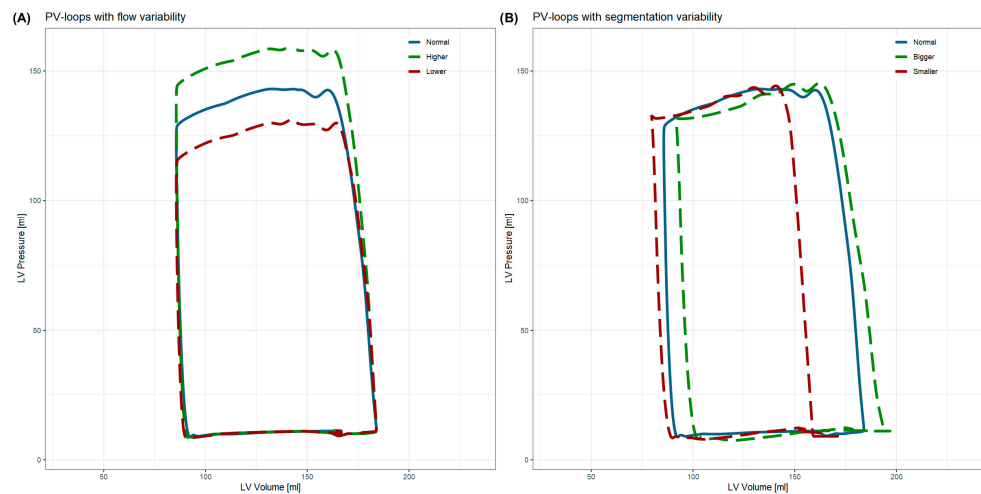 (A) PV-loops with flow variability
Normal
Higher
Lower
150
100
50
0
LV Pressure [ml]
50 100 150 200
LV Volume [ml]
(B) PV-loops with segmentation variability
Normal
Bigger
Smaller
150
100
50
0
LV Pressure [ml]
50 100 150 200
LV Volume [ml]